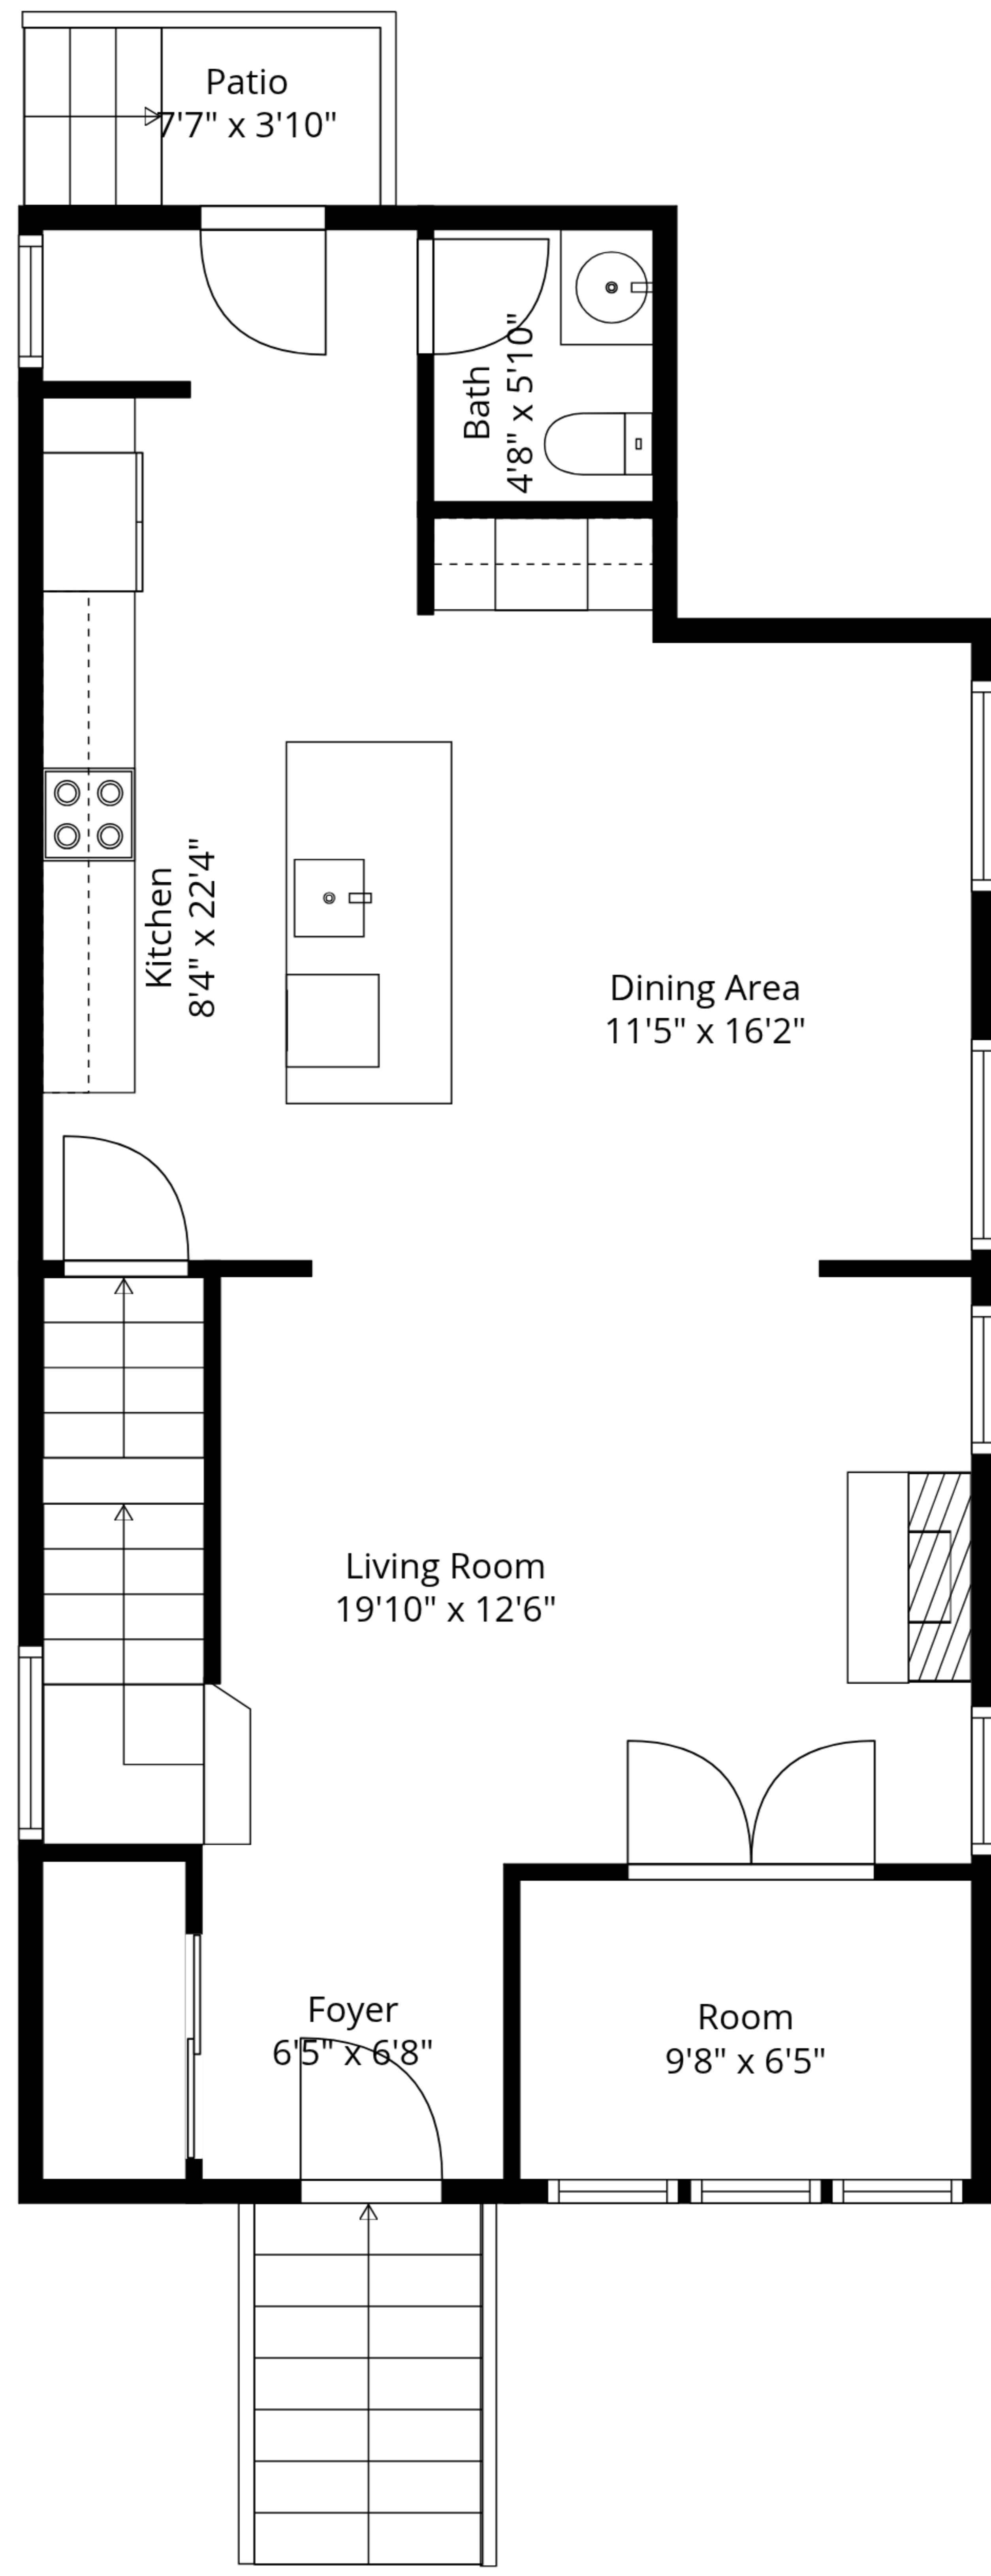 Patio
7'7" x 3'10"
Bath
4'8" x 5'10"
Kitchen
8'4" x 22'4"
Dining Area
11'5" x 16'2"
Living Room
19'10" x 12'6"
Foyer
6'5" x 6'8"
Room
9'8" x 6'5"